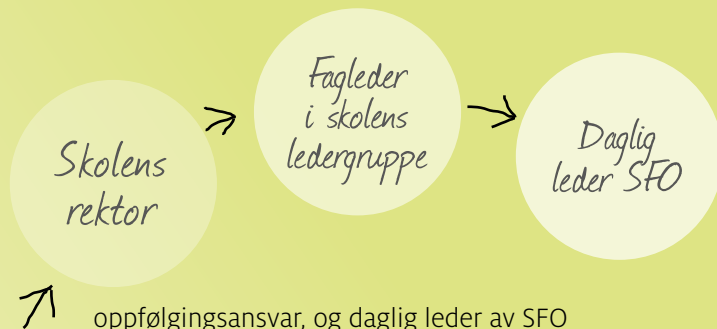 Skolens
rektor
Fagleder
i skolens
ledergruppe
Daglig
leder SFO
oppfølgingsansvar, og daglig leder av SFO